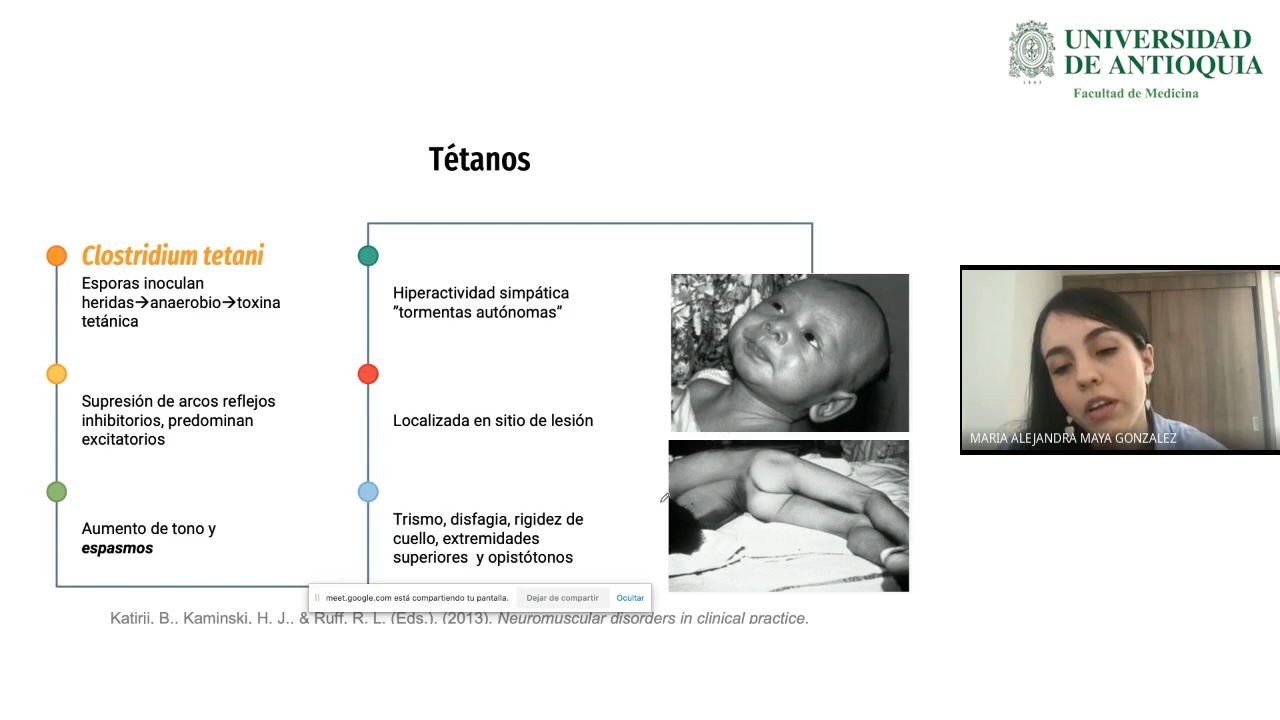 UNIVERSIDAD
DE ANTIOQUIA
1803
Facultad de Medicina
Tétanos
Clostridium tetani
Esporas inoculan
heridas→anaerobio→toxina
tetánica
Supresión de arcos reflejos
inhibitorios, predominan
excitatorios
Aumento de tono y
espasmos
Hiperactividad simpática
”tormentas autónomas”
Localizada en sitio de lesión
Trismo, disfagia, rigidez de
cuello, extremidades
superiores y opistótonos
MARIA ALEJANDRA MAYA GONZALEZ
meet.google.com está compartiendo tu pantalla.
Dejar de compartir
Ocultar
Katirji, B., Kaminski, H. J., & Ruff, R. L. (Eds.). (2013). Neuromuscular disorders in clinical practice.